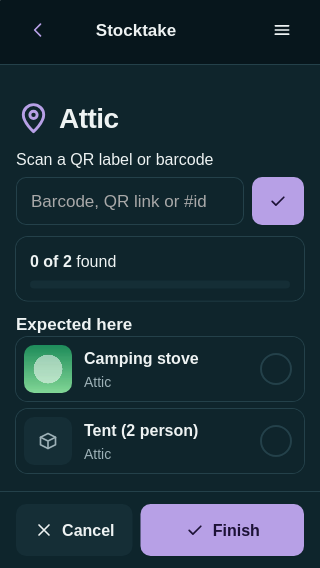 Stocktake
Attic
Scan a QR label or barcode
Barcode, QR link or #id
0 of 2 found
Expected here
Camping stove
Attic
Tent (2 person)
Attic
Cancel
Finish